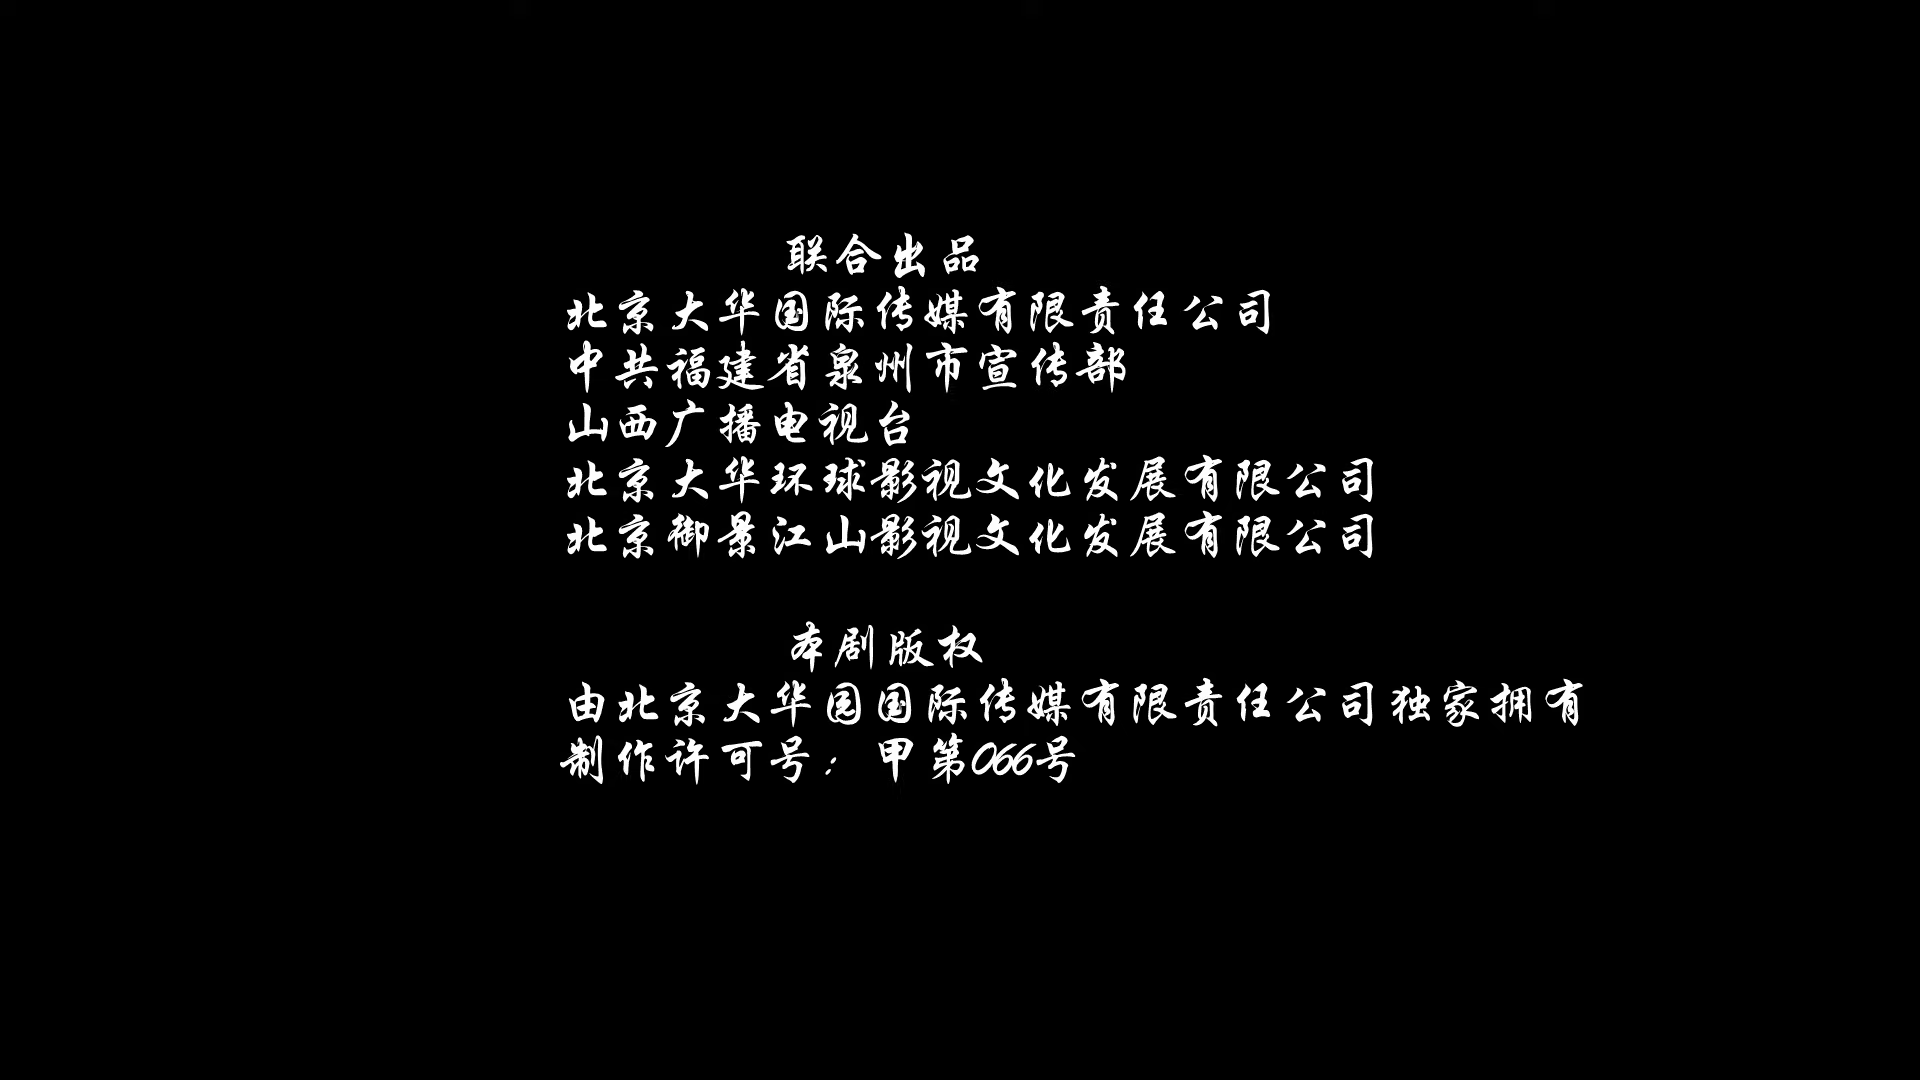 联合出品
北京大华国际传媒有限责任公司
中共福建省泉州市宣传部
山西广播电视台
北京大华环球影视文化发展有限公司
北京御景江山影视文化发展有限公司
本剧版权
由北京大华园国际传媒有限责任公司独家拥有
制作许可号：甲第066号